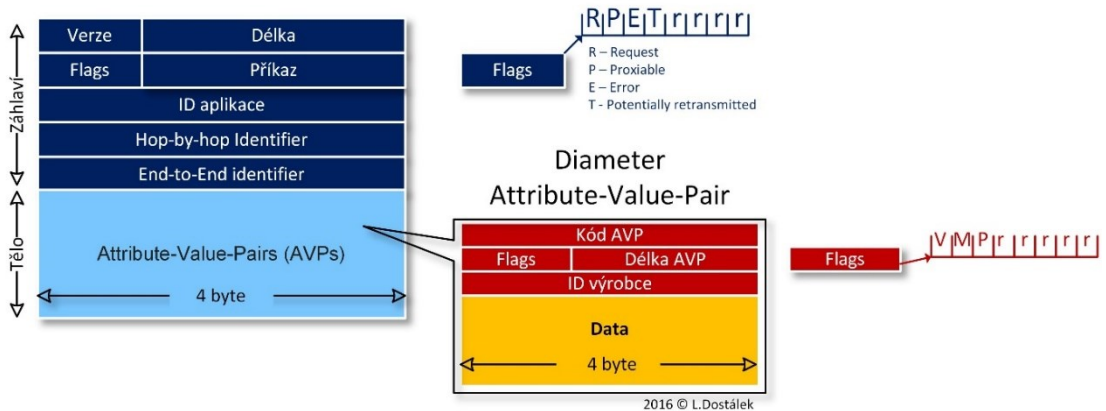 Záhlaví
Verze
Délka
Flags
Příkaz
ID aplikace
Hop-by-hop Identifier
End-to-End identifier
Tělo
Attribute-Value-Pairs (AVPs)
4 byte
Flags
R P E T r r r r
R – Request
P – Proxiable
E – Error
T - Potentially retransmitted
Diameter
Attribute-Value-Pair
Kód AVP
Flags
Délka AVP
ID výrobce
Data
4 byte
Flags
V M P r r r r r
2016 © L.Dostálek